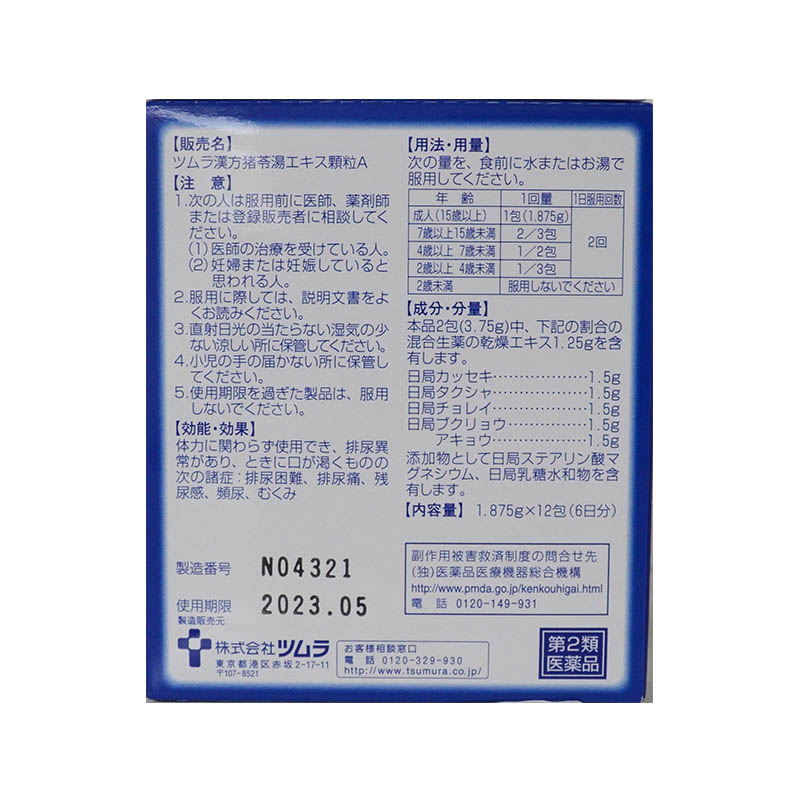 【販売名】
ツムラ漢方猪苓湯エキス顆粒A
【注 意】
1.次の人は服用前に医師、薬剤師
または登録販売者に相談してく
ださい。
(1)医師の治療を受けている人。
(2)妊婦または妊娠していると
思われる人。
2.服用に際しては、説明文書をよ
くお読みください。
3.直射日光の当たらない湿気の少
ない涼しい所に保管してください。
4.小児の手の届かない所に保管し
てください。
5.使用期限を過ぎた製品は、服用
しないでください。
【効能・効果】
体力に関わらず使用でき、排尿異
常があり、ときに口が渇くものの
次の諸症:排尿困難、排尿痛、残
尿感、頻尿、むくみ
製造番号 N04321
使用期限 2023.05
製造販売元
株式会社ツムラ
東京都港区赤坂2-17-11
〒107-8521
お客様相談窓口
電話 0120-329-930
http://www.tsumura.co.jp/
【用法・用量】
次の量を、食前に水またはお湯で
服用してください。
年齢 1回量 1日服用回数
成人(15歳以上) 1包(1.875g) 2回
7歳以上15歳未満 2/3包
4歳以上 7歳未満 1/2包
2歳以上 4歳未満 1/3包
2歳未満 服用しないでください
【成分・分量】
本品2包(3.75g)中、下記の割合の
混合生薬の乾燥エキス1.25gを含
有します。
日局カッセキ………………1.5g
日局タクシャ………………1.5g
日局チョレイ………………1.5g
日局ブクリョウ……………1.5g
アキョウ……………1.5g
添加物として日局ステアリン酸マ
グネシウム、日局乳糖水和物を含
有します。
【内容量】 1.875g×12包(6日分)
副作用被害救済制度の問合せ先
(独)医薬品医療機器総合機構
http://www.pmda.go.jp/kenkouhigai.html
電話 0120-149-931
第2類
医薬品